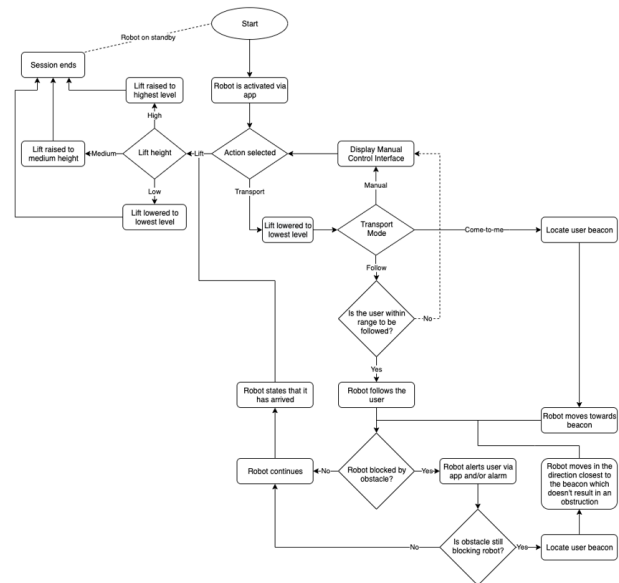 Start
Robot on standby
Session ends
Lift raised to
highest level
Robot is activated via
app
High
Lift raised to
medium height
Medium
Lift height
Lift
Action selected
Display Manual
Control Interface
Low
Transport
Manual
Lift lowered to
lowest level
Lift lowered to
lowest level
Transport
Mode
Come-to-me
Locate user beacon
Follow
Is the user within
range to be
followed?
No
Yes
Robot states that it
has arrived
Robot follows the
user
Robot moves towards
beacon
Robot continues
No
Robot blocked by
obstacle?
Yes
Robot alerts user via
app and/or alarm
Robot moves in the
direction closest to
the beacon which
doesn't result in an
obstruction
No
Is obstacle still
blocking robot?
Yes
Locate user beacon